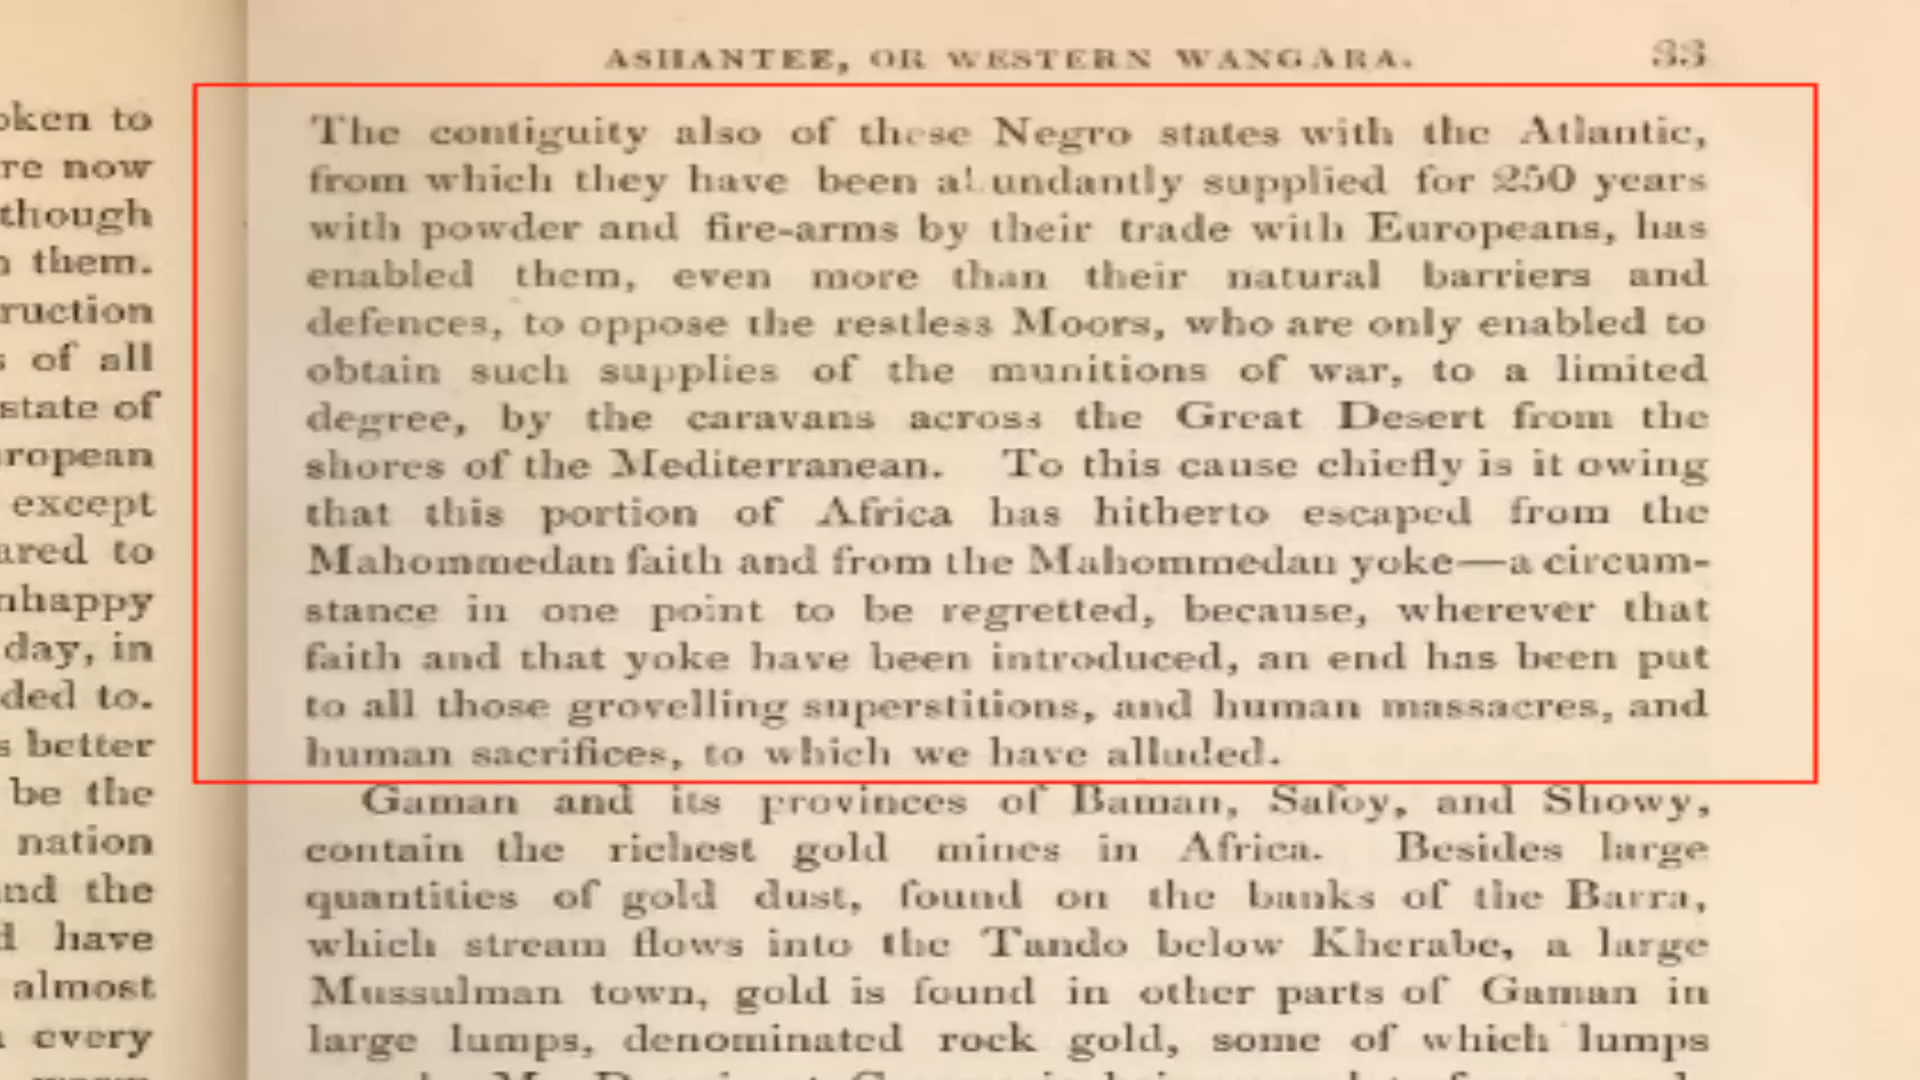 ASHANTEE, OR WESTERN WANGARA. 33
oken to
re now
though
them.
ruction
of all
state of
ropean
except
ared to
nhappy
day, in
ded to.
better
be the
nation
nd the
have
almost
every
The contiguity also of these Negro states with the Atlantic,
from which they have been abundantly supplied for 250 years
with powder and fire-arms by their trade with Europeans, has
enabled them, even more than their natural barriers and
defences, to oppose the restless Moors, who are only enabled to
obtain such supplies of the munitions of war, to a limited
degree, by the caravans across the Great Desert from the
shores of the Mediterranean. To this cause chiefly is it owing
that this portion of Africa has hitherto escaped from the
Mahommedan faith and from the Mahommedan yoke—a circum-
stance in one point to be regretted, because, wherever that
faith and that yoke have been introduced, an end has been put
to all those grovelling superstitions, and human massacres, and
human sacrifices, to which we have alluded.
Gaman and its provinces of Baman, Safoy, and Showy,
contain the richest gold mines in Africa. Besides large
quantities of gold dust, found on the banks of the Barra,
which stream flows into the Tando below Kherabe, a large
Mussulman town, gold is found in other parts of Gaman in
large lumps, denominated rock gold, some of which lumps